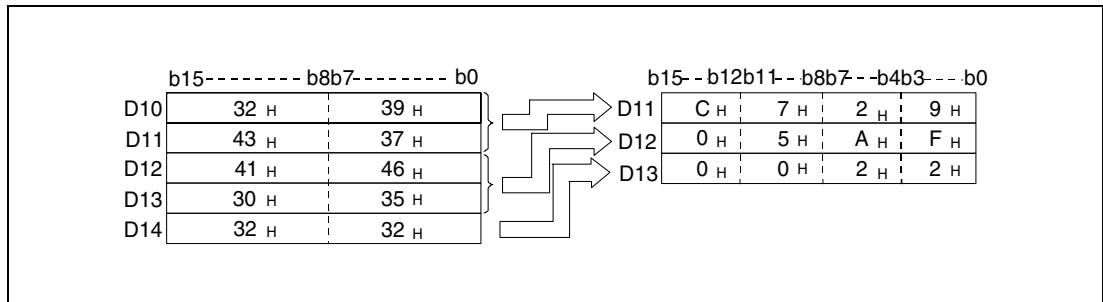 b15-------- b8b7-------- b0
b15-- b12b11-- b8b7---b4b3---- b0
D10 32 H 39 H
D11 C H 7 H 2 H 9 H
D11 43 H 37 H
D12 0 H 5 H A H F H
D12 41 H 46 H
D13 0 H 0 H 2 H 2 H
D13 30 H 35 H
D14 32 H 32 H